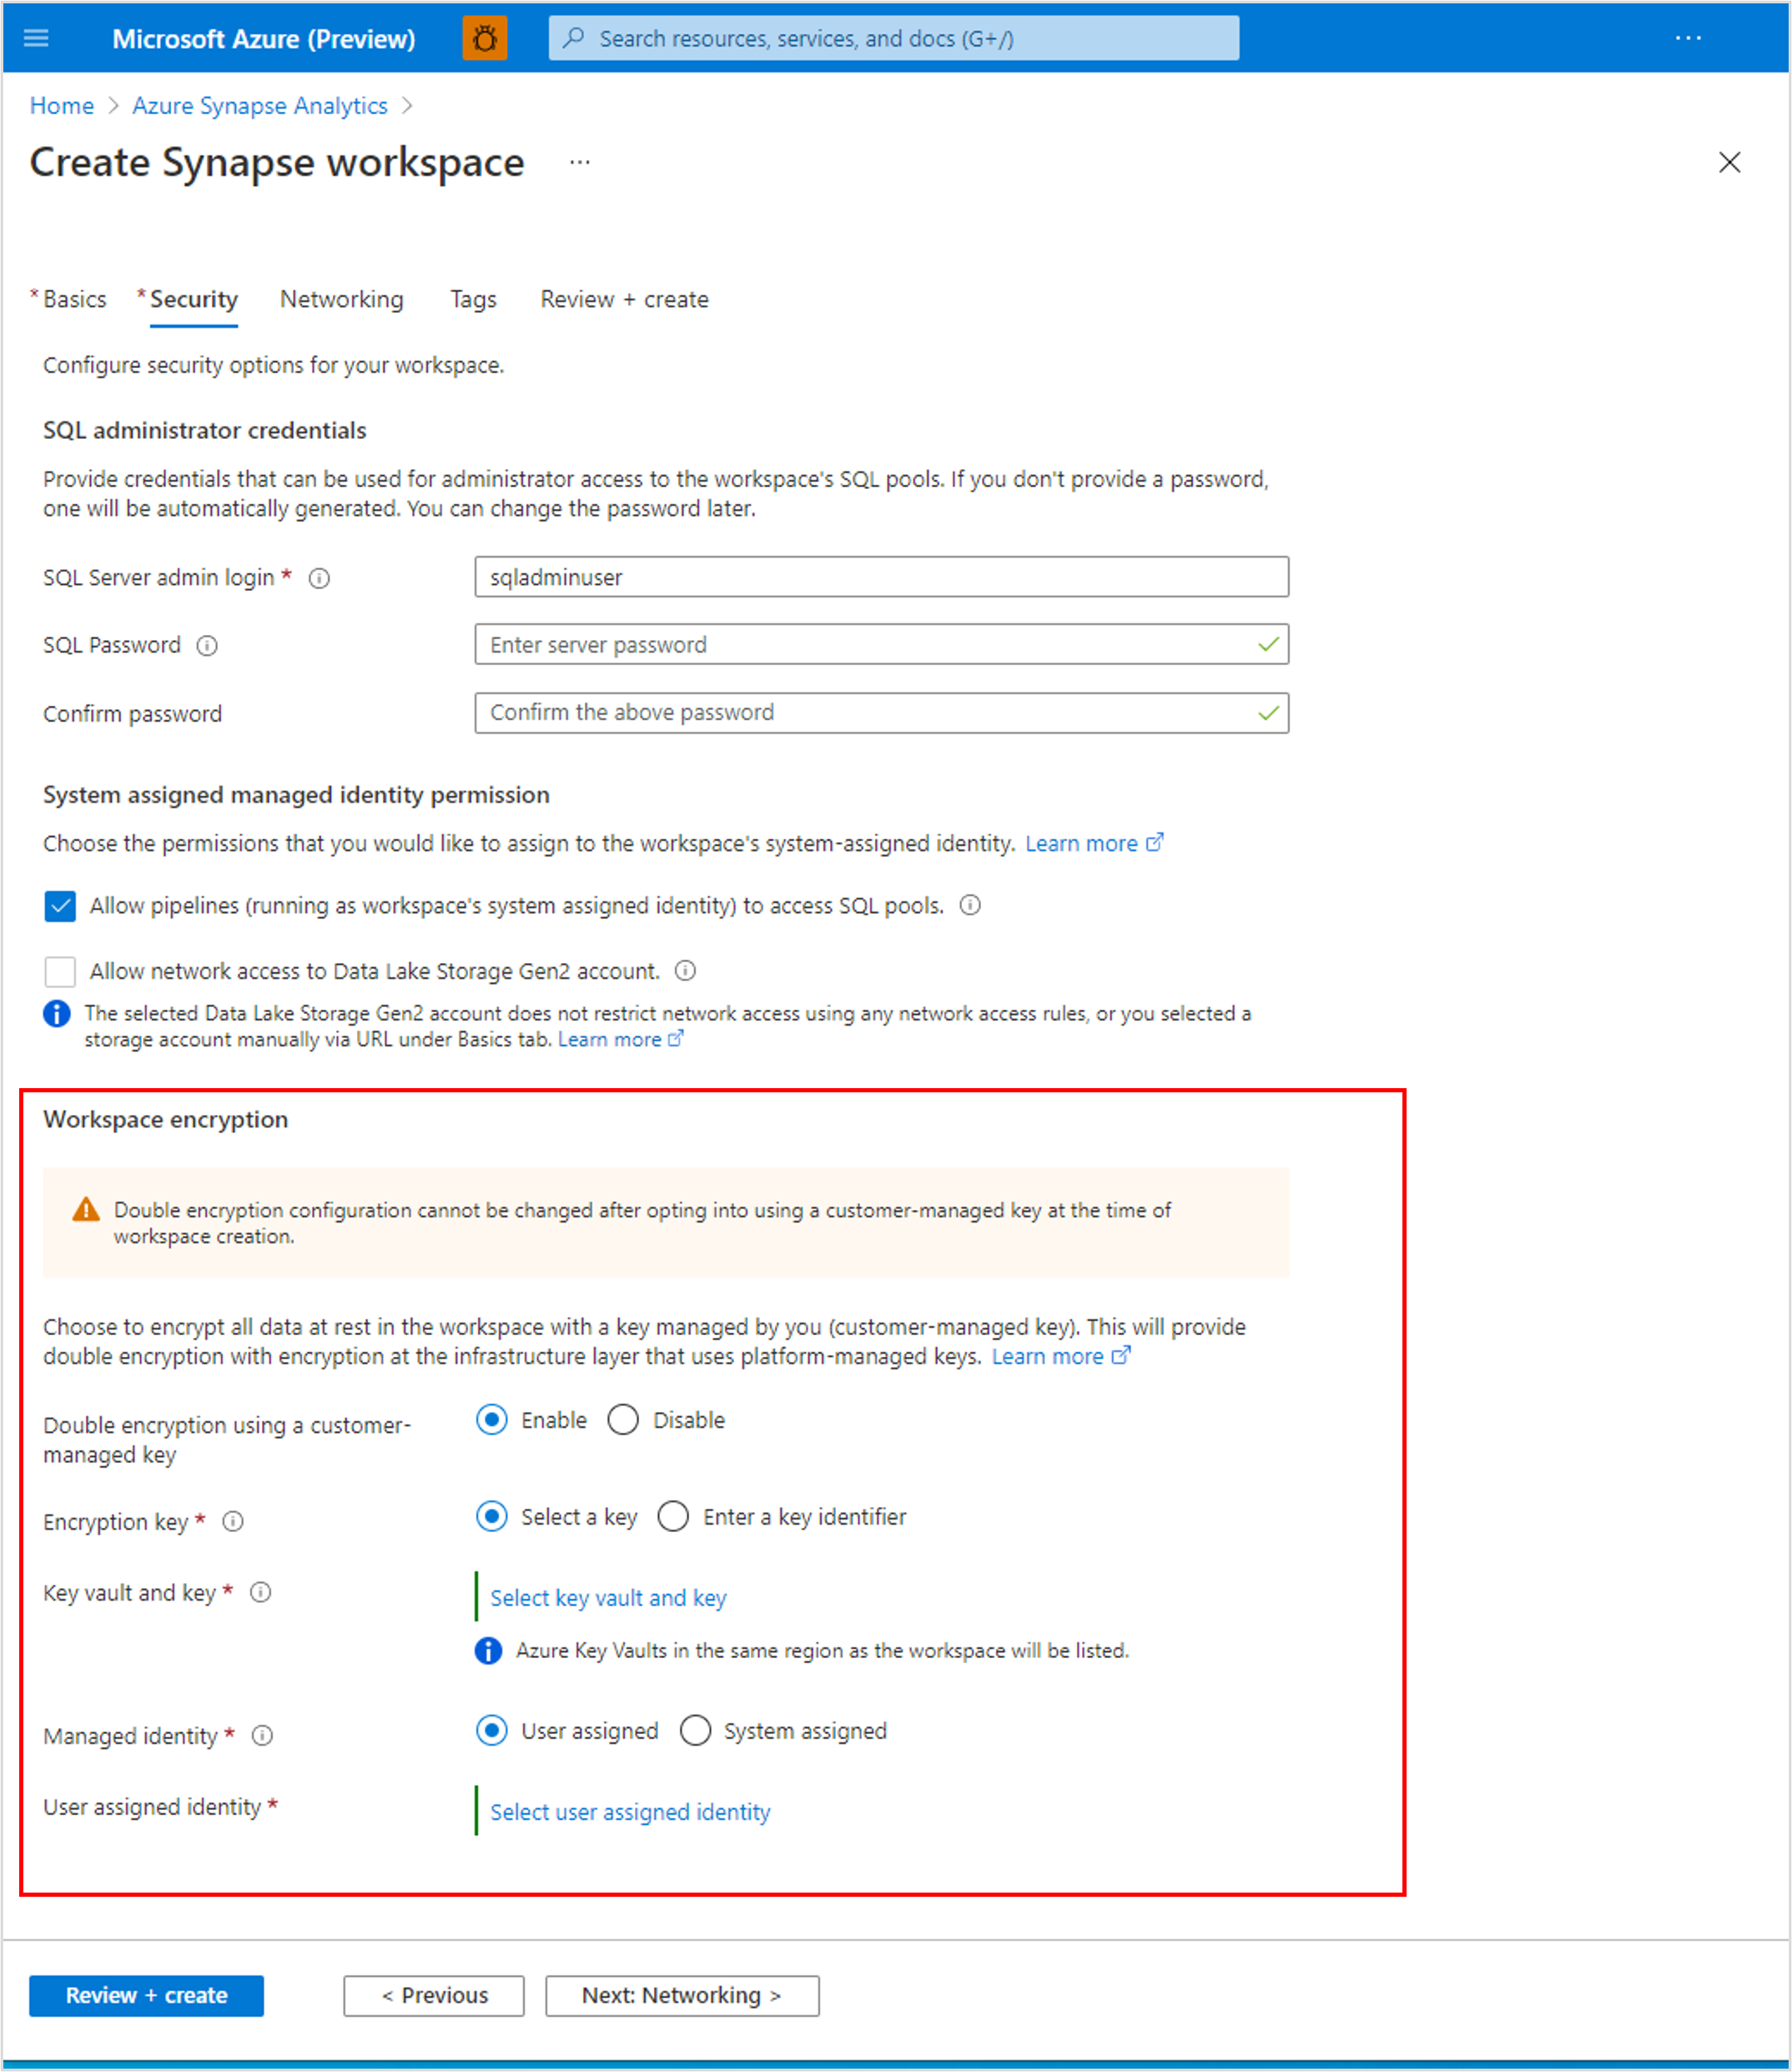 Microsoft Azure (Preview)
Search resources, services, and docs (G+/)
...
Home > Azure Synapse Analytics >
Create Synapse workspace ...
* Basics * Security Networking Tags Review + create
Configure security options for your workspace.
SQL administrator credentials
Provide credentials that can be used for administrator access to the workspace's SQL pools. If you don't provide a password,
one will be automatically generated. You can change the password later.
SQL Server admin login *
sqladminuser
SQL Password
Enter server password
Confirm password
Confirm the above password
System assigned managed identity permission
Choose the permissions that you would like to assign to the workspace's system-assigned identity. Learn more
Allow pipelines (running as workspace's system assigned identity) to access SQL pools.
Allow network access to Data Lake Storage Gen2 account.
The selected Data Lake Storage Gen2 account does not restrict network access using any network access rules, or you selected a
storage account manually via URL under Basics tab. Learn more
Workspace encryption
Double encryption configuration cannot be changed after opting into using a customer-managed key at the time of
workspace creation.
Choose to encrypt all data at rest in the workspace with a key managed by you (customer-managed key). This will provide
double encryption with encryption at the infrastructure layer that uses platform-managed keys. Learn more
Double encryption using a customer-
managed key
Enable Disable
Encryption key *
Select a key Enter a key identifier
Key vault and key *
Select key vault and key
Azure Key Vaults in the same region as the workspace will be listed.
Managed identity *
User assigned System assigned
User assigned identity *
Select user assigned identity
Review + create
< Previous
Next: Networking >